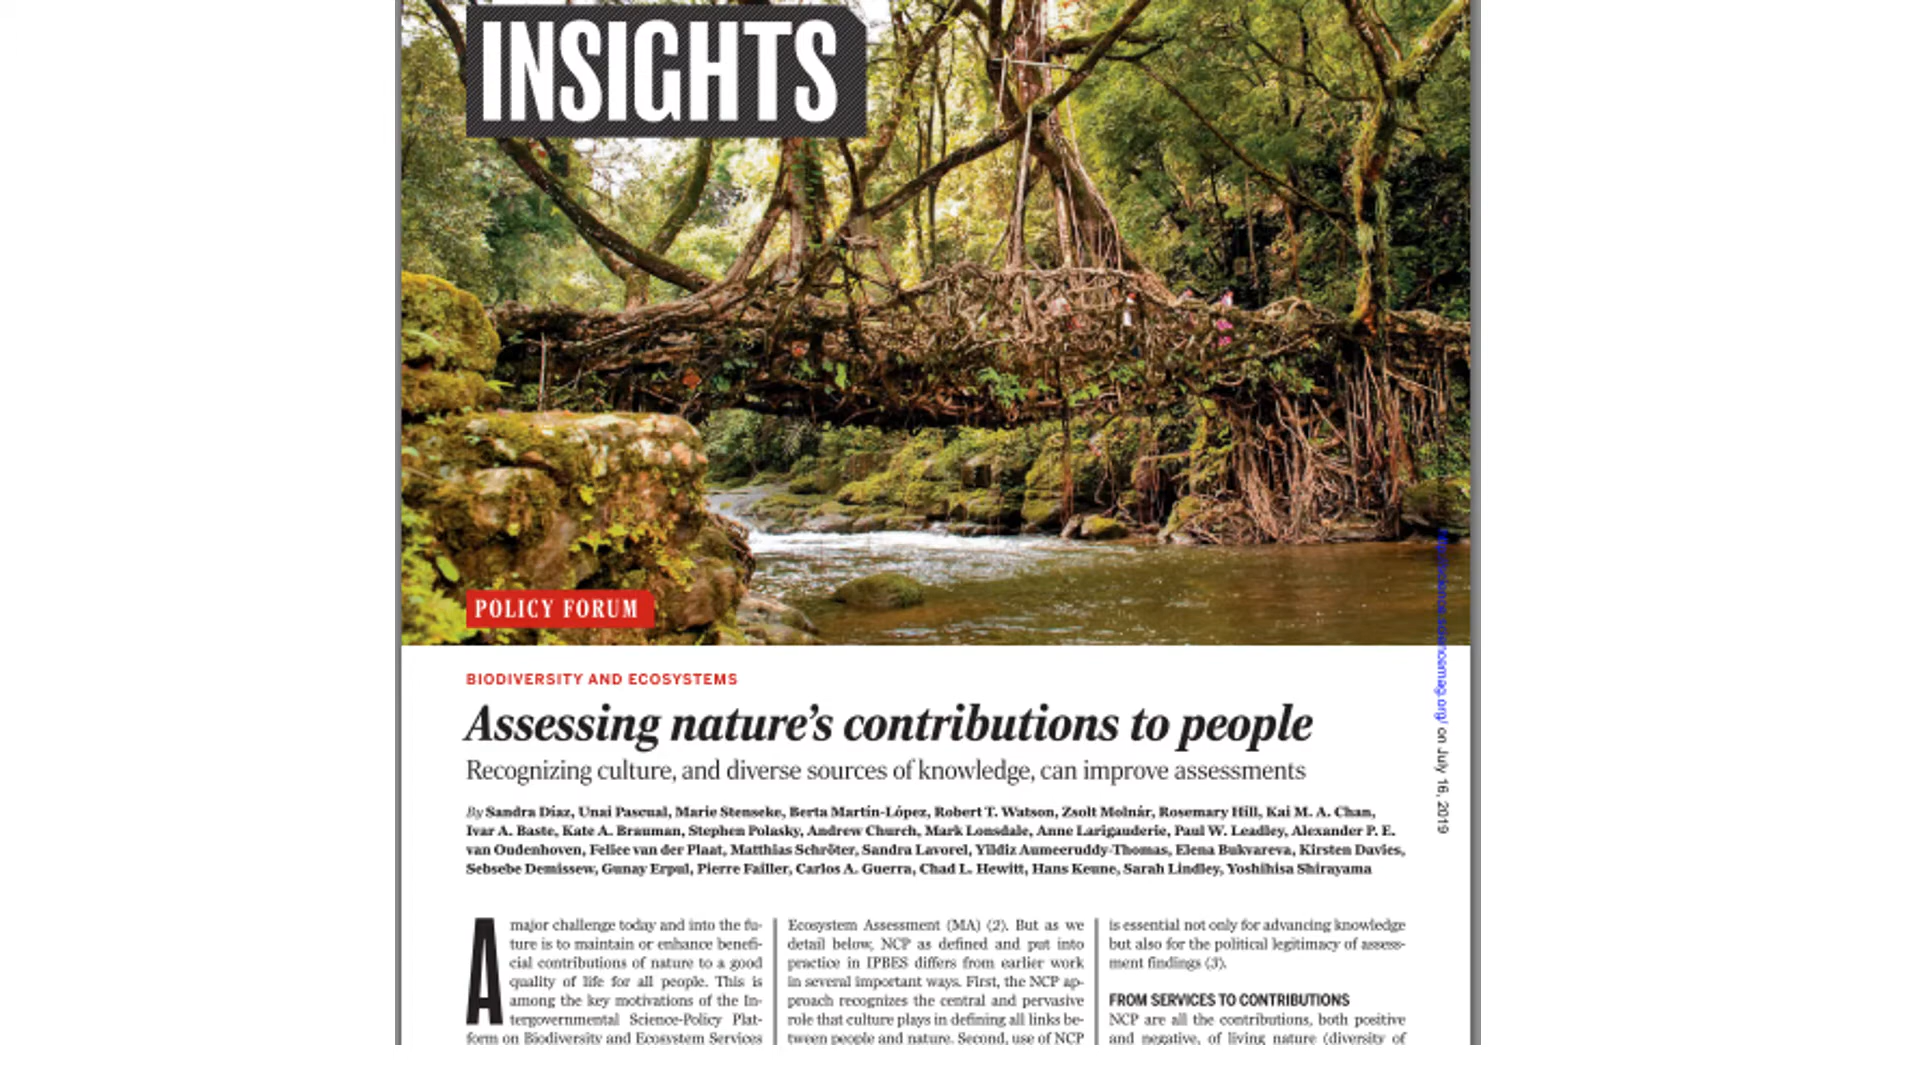 INSIGHTS
POLICY FORUM
BIODIVERSITY AND ECOSYSTEMS
Assessing nature's contributions to people
Recognizing culture, and diverse sources of knowledge, can improve assessments
By Sandra Díaz, Unai Pascual, Marie Stenseke, Berta Martín-López, Robert T. Watson, Zsolt Molnár, Rosemary Hill, Kai M. A. Chan,
Ivar A. Baste, Kate A. Brauman, Stephen Polasky, Andrew Church, Mark Lonsdale, Anne Larigauderie, Paul W. Leadley, Alexander P. E.
van Oudenhoven, Felice van der Plaat, Matthias Schröter, Sandra Lavorel, Yildiz Aumeeruddy-Thomas, Elena Bukvareva, Kirsten Davies,
Sebsebe Demissew, Gunay Erpul, Pierre Failler, Carlos A. Guerra, Chad L. Hewitt, Hans Keune, Sarah Lindley, Yoshihisa Shirayama
A major challenge today and into the fu-
ture is to maintain or enhance benefi-
cial contributions of nature to a good
quality of life for all people. This is
among the key motivations of the In-
tergovernmental Science-Policy Plat-
form on Biodiversity and Ecosystem Services
Ecosystem Assessment (MA) (2). But as we
detail below, NCP as defined and put into
practice in IPBES differs from earlier work
in several important ways. First, the NCP ap-
proach recognizes the central and pervasive
role that culture plays in defining all links be-
tween people and nature. Second, use of NCP
is essential not only for advancing knowledge
but also for the political legitimacy of assess-
ment findings (3).
FROM SERVICES TO CONTRIBUTIONS
NCP are all the contributions, both positive
and negative, of living nature (diversity of
http://science.sciencemag.org/ on July 16, 2019